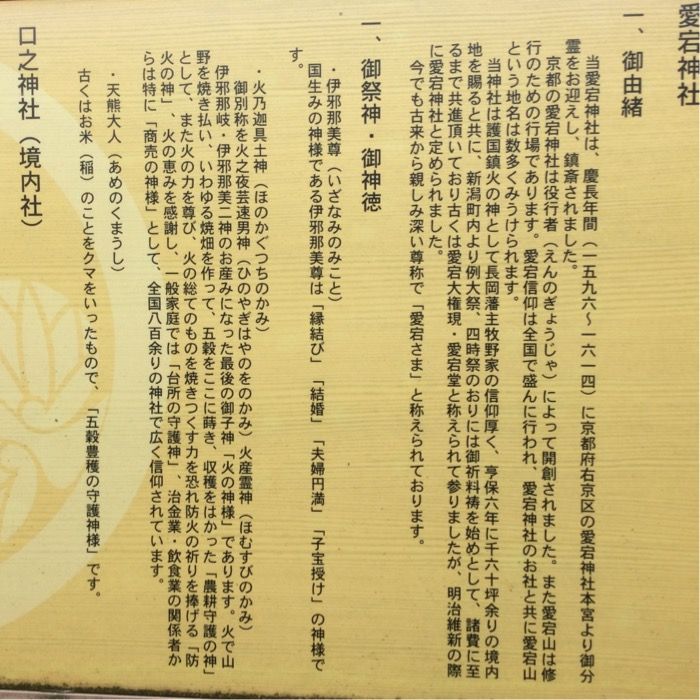 愛宕神社
一、御由緒
当愛宕神社は、慶長年間（一五九六～一六一四）に京都府右京区の愛宕神社本宮より御分
霊をお迎えし、鎮斎されました。
京都の愛宕神社は役行者（えんのぎょうじゃ）によって開創されました。また愛宕山は修
行のための行場であります。愛宕信仰は全国で盛んに行われ、愛宕神社のお社と共に愛宕山
という地名は数多くみうけられます。
当神社は護国鎮火の神として長岡藩主牧野家の信仰厚く、享保六年に千六十坪余りの境内
地を賜ると共に、新潟町内より例大祭、四時祭のおりには御祈料祷を始めとして、諸費に至
るまで共進頂いており古くは愛宕大権現・愛宕堂と称えられて参りましたが、明治維新の際
に愛宕神社と定められました。
今でも古来から親しみ深い尊称で「愛宕さま」と称えられております。
一、御祭神・御神徳
・伊邪那美尊（いざなみのみこと）
国生みの神様である伊邪那美尊は「縁結び」「結婚」「夫婦円満」「子宝授け」の神様で
す。
・火乃迦具土神（ほのかぐつちのかみ）
御別称を火之夜芸速男神（ひのやぎはやのをのかみ）火産霊神（ほむすびのかみ）
伊邪那岐・伊邪那美二神のお産みになった最後の御子神「火の神様」であります。火で山
野を焼き払い、いわゆる焼畑を作って、五穀をここに蒔き、収穫をはかった「農耕守護の神」
として、また火の力を尊び、火の総てのものを焼きつくす力を恐れ防火の祈りを捧げる「防
火の神」、火の恵みを感謝し、一般家庭では「台所の守護神」、冶金業・飲食業の関係者か
らは特に「商売の神様」として、全国八百余りの神社で広く信仰されています。
・天熊大人（あめのくまうし）
古くはお米（稲）のことをクマをいったもので、「五穀豊穫の守護神様」です。
口之神社（境内社）